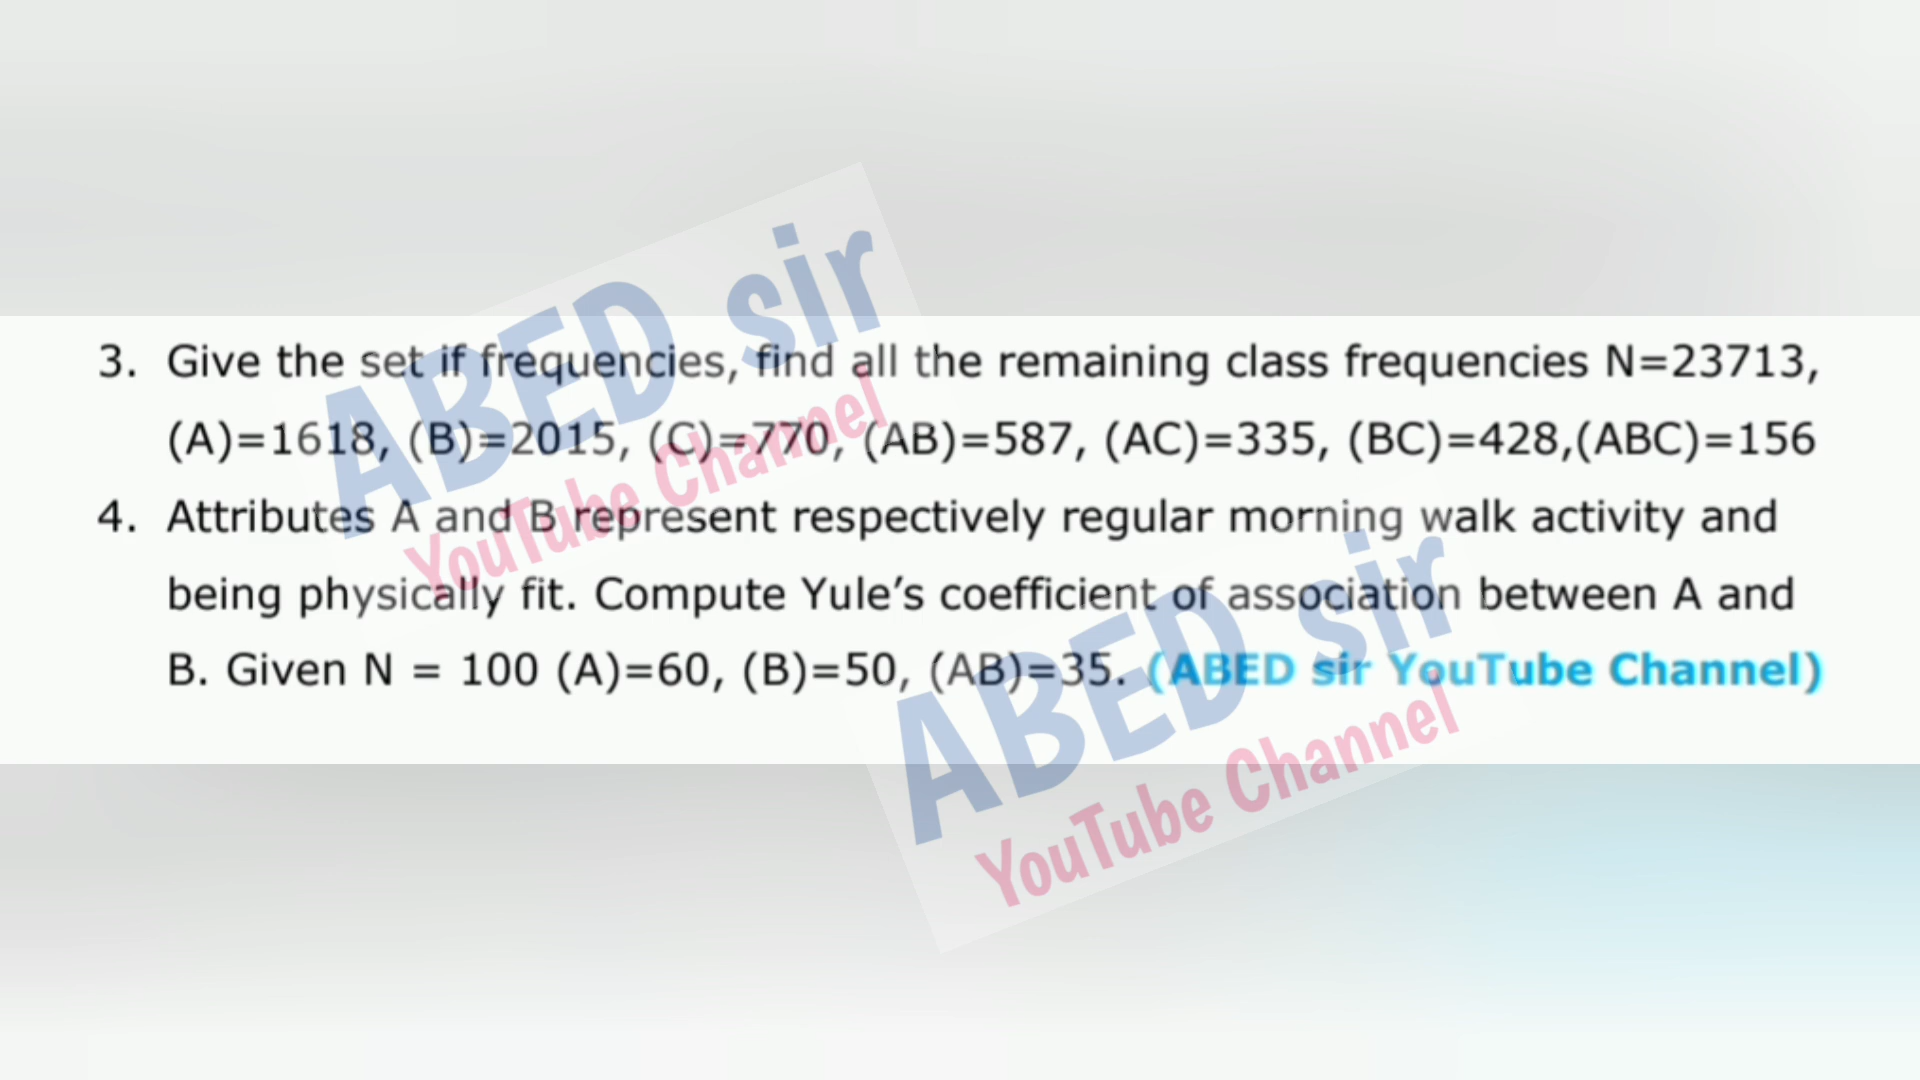 3. Give the set if frequencies, find all the remaining class frequencies N=23713,
(A)=1618, (B)=2015, (C)=770, (AB)=587, (AC)=335, (BC)=428,(ABC)=156
4. Attributes A and B represent respectively regular morning walk activity and
being physically fit. Compute Yule’s coefficient of association between A and
B. Given N = 100 (A)=60, (B)=50, (AB)=35. (ABED sir YouTube Channel)
ABED sir
YouTube Channel
ABED sir
YouTube Channel